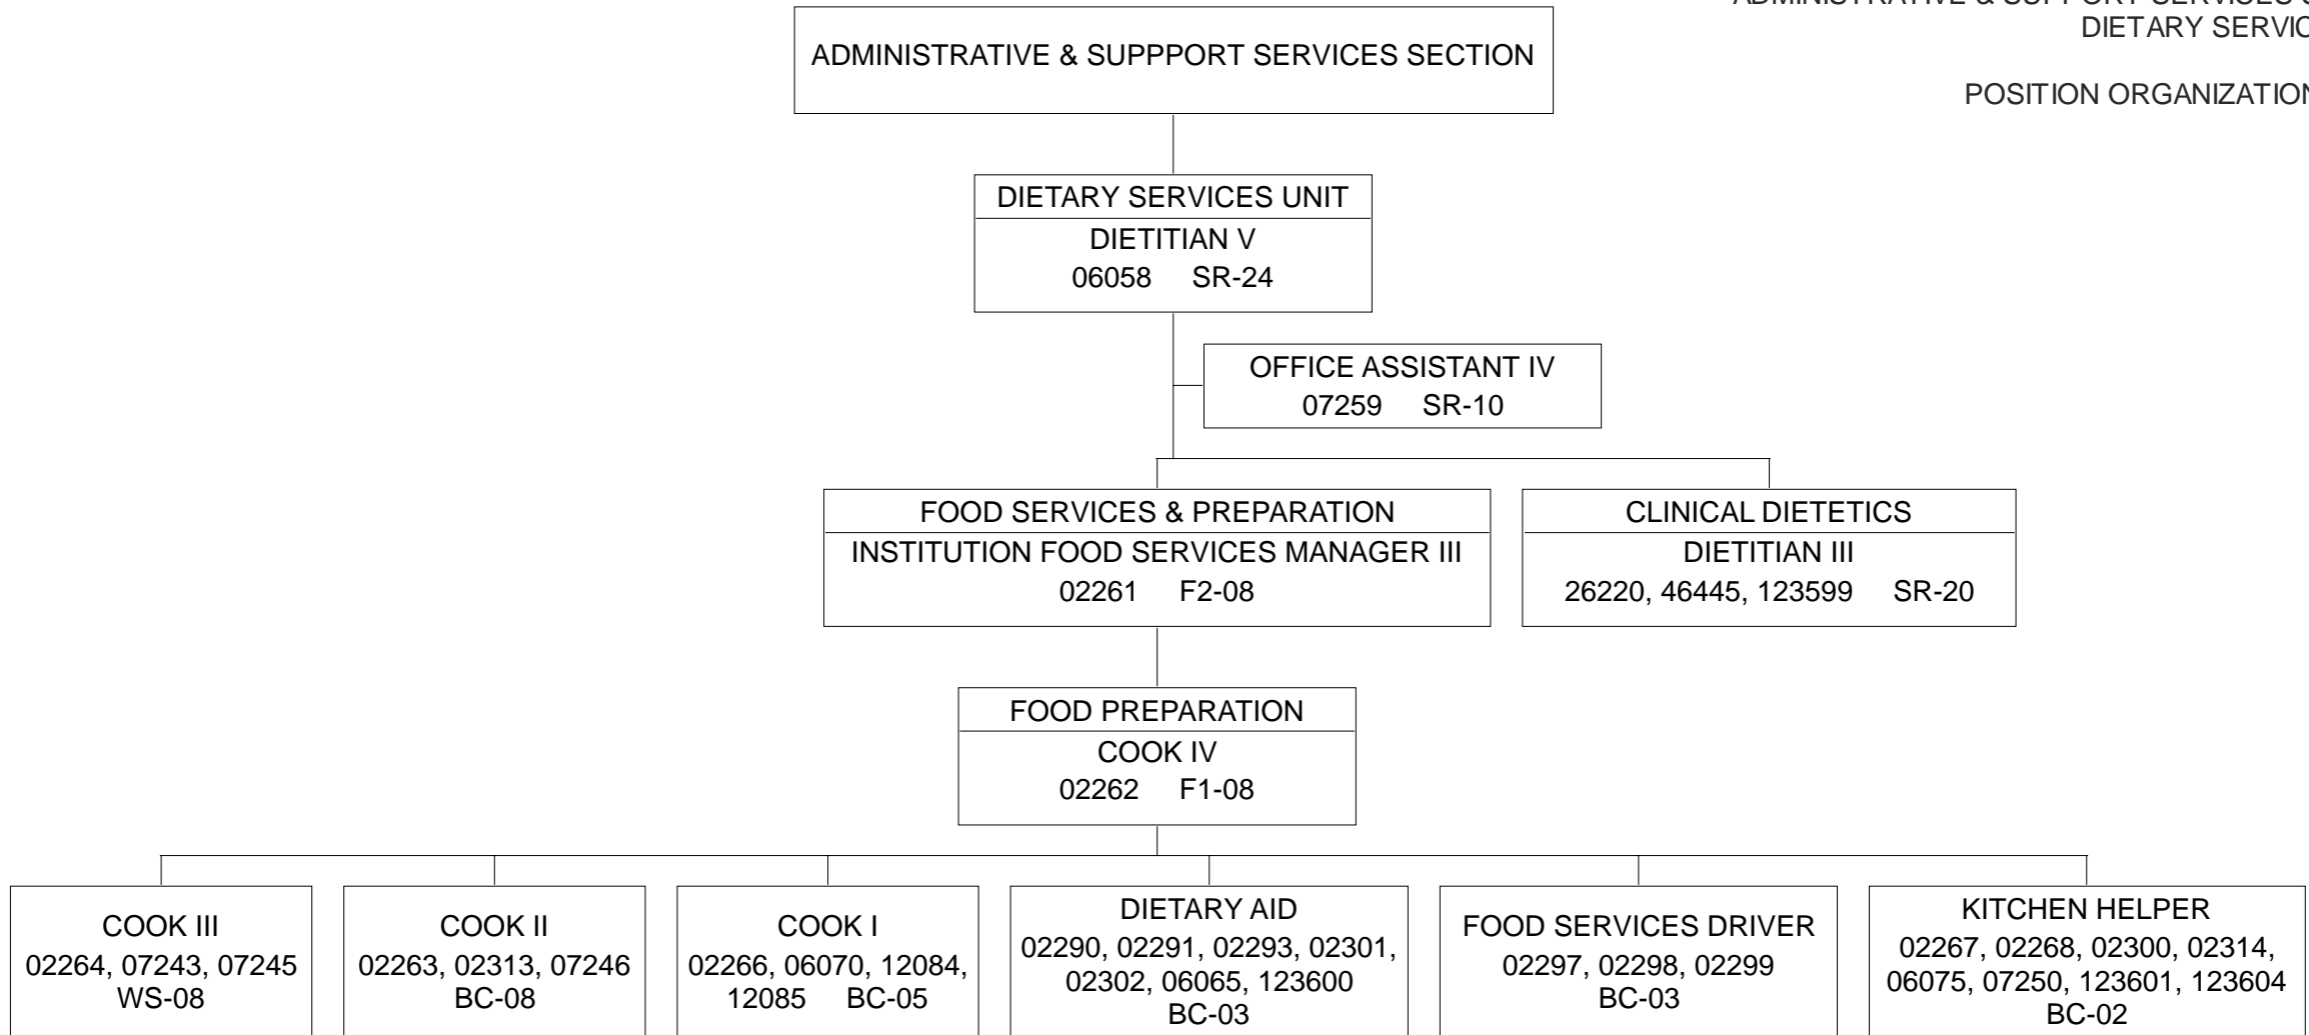 ADMINISTRATIVE & SUPPORT SERVICES
DIETARY
POSITION
ADMINISTRATIVE & SUPPPORT SERVICES SECTION
DIETARY SERVICES UNIT
DIETITIAN V
06058 SR-24
OFFICE ASSISTANT IV
07259 SR-10
FOOD SERVICES & PREPARATION
INSTITUTION FOOD SERVICES MANAGER III
02261 F2-08
CLINICAL DIETETICS
DIETITIAN III
26220, 46445, 123599 SR-20
FOOD PREPARATION
COOK IV
02262 F1-08
COOK III
02264, 07243, 07245
WS-08
COOK II
02263, 02313, 07246
BC-08
COOK I
02266, 06070, 12084,
12085 BC-05
DIETARY AID
02290, 02291, 02293, 02301,
02302, 06065, 123600
BC-03
FOOD SERVICES DRIVER
02297, 02298, 02299
BC-03
KITCHEN HELPER
02267, 02268, 02300, 02314,
06075, 07250, 123601, 123604
BC-02